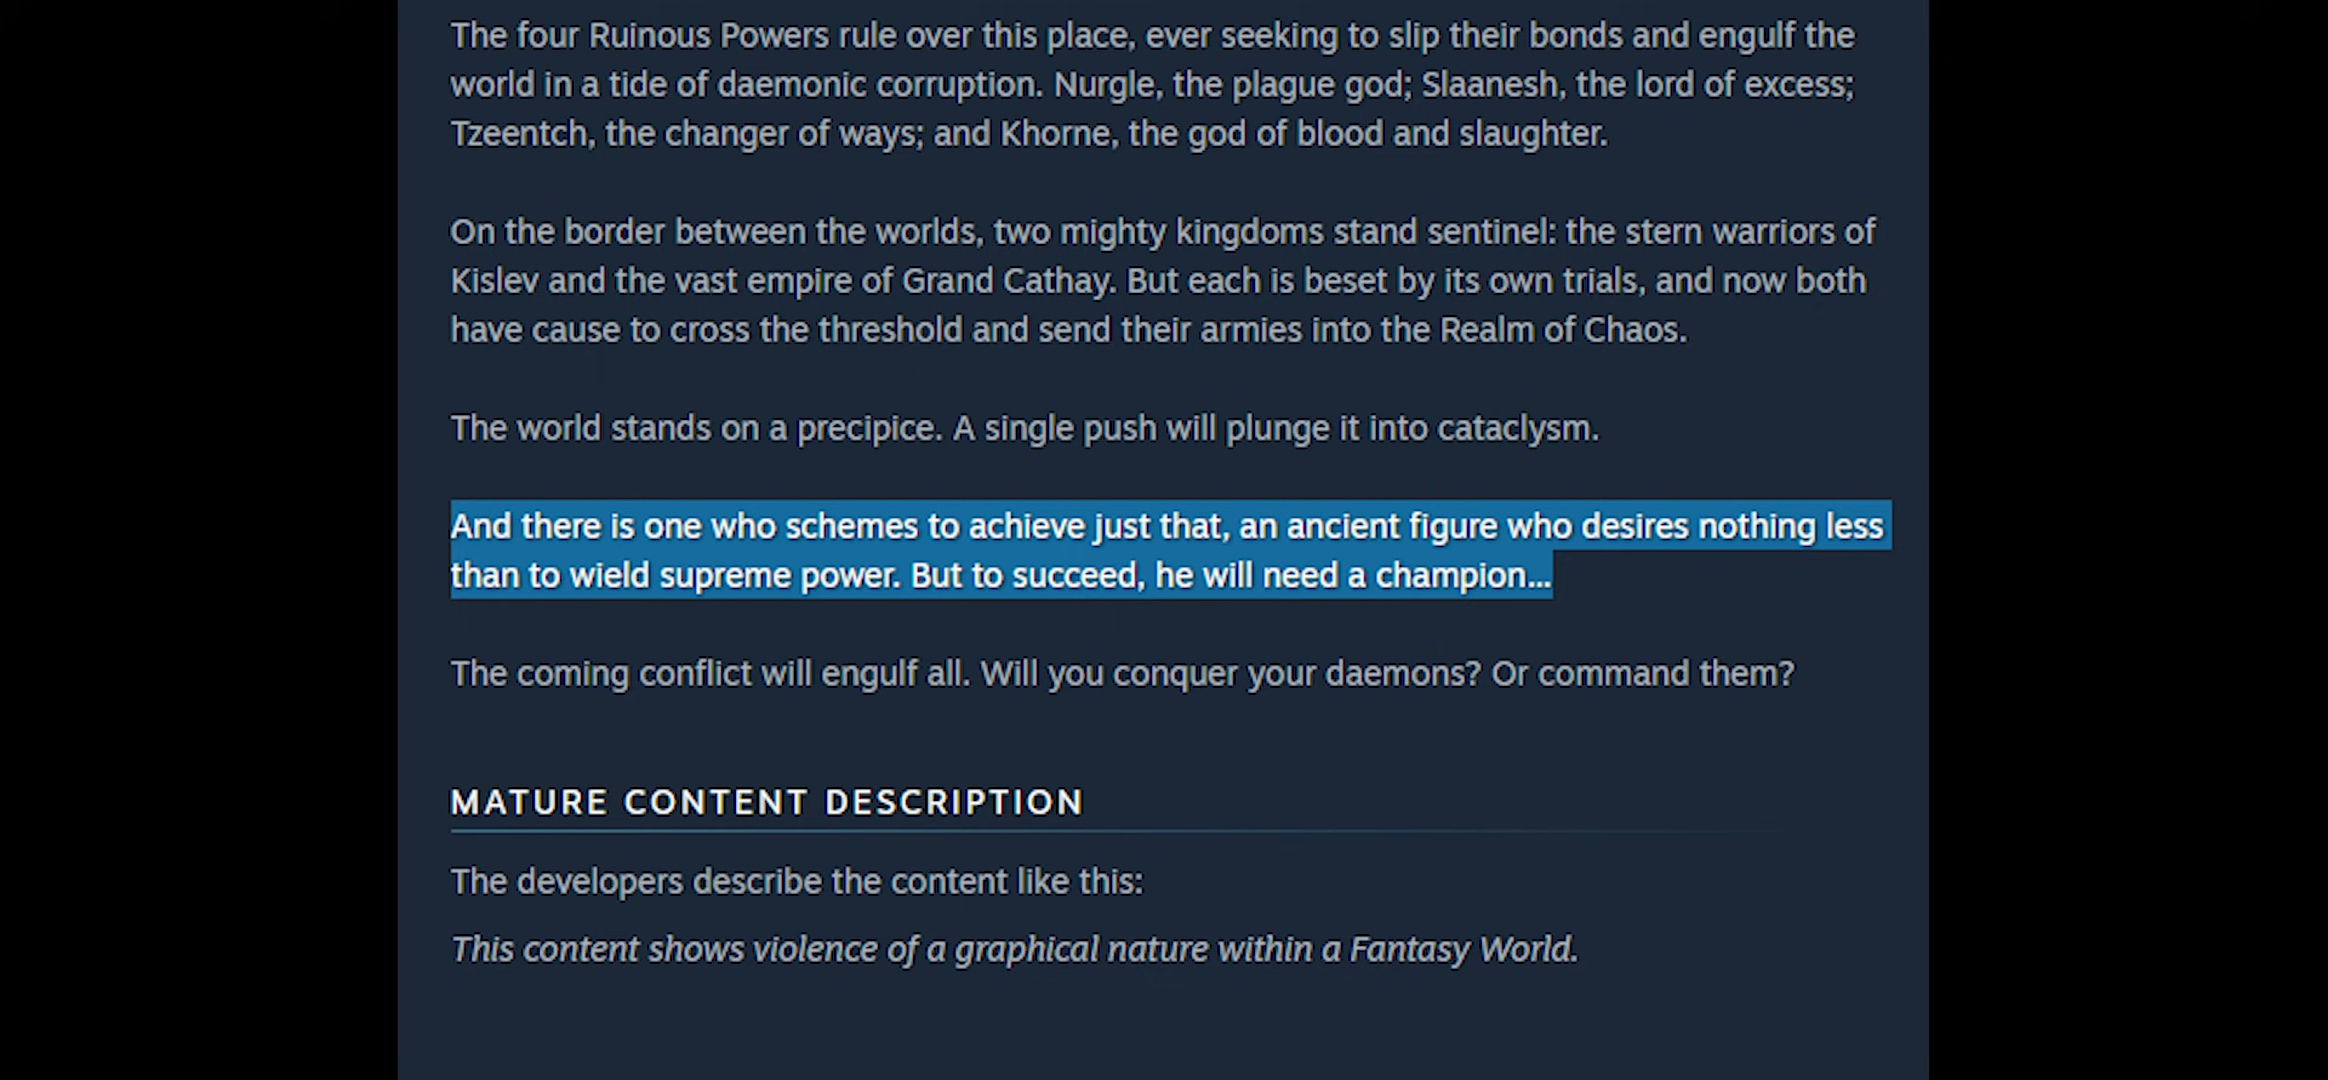 The four Ruinous Powers rule over this place, ever seeking to slip their bonds and engulf the
world in a tide of daemonic corruption. Nurgle, the plague god; Slaanesh, the lord of excess;
Tzeentch, the changer of ways; and Khorne, the god of blood and slaughter.
On the border between the worlds, two mighty kingdoms stand sentinel: the stern warriors of
Kislev and the vast empire of Grand Cathay. But each is beset by its own trials, and now both
have cause to cross the threshold and send their armies into the Realm of Chaos.
The world stands on a precipice. A single push will plunge it into cataclysm.
And there is one who schemes to achieve just that, an ancient figure who desires nothing less
than to wield supreme power. But to succeed, he will need a champion...
The coming conflict will engulf all. Will you conquer your daemons? Or command them?
MATURE CONTENT DESCRIPTION
The developers describe the content like this:
This content shows violence of a graphical nature within a Fantasy World.